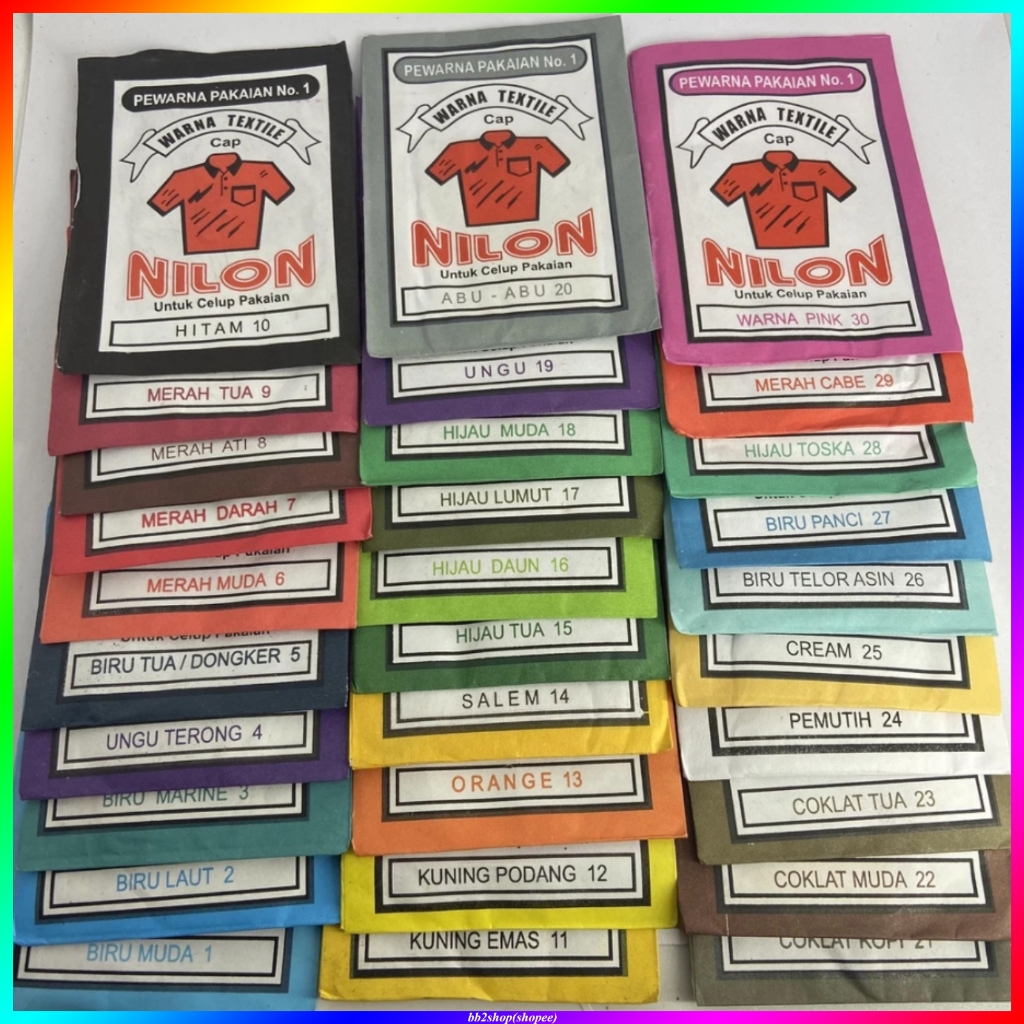 PEWARNA PAKAIAN No. 1
WARNA TEXTILE
Cap
NILON
Untuk Celup Pakaian
HITAM 10
MERAH TUA 9
MERAH ATI 8
MERAH DARAH 7
MERAH MUDA 6
Untuk Celup Pakaian
BIRU TUA / DONGKER 5
UNGU TERONG 4
BIRU MARINE 3
BIRU LAUT 2
BIRU MUDA 1
PEWARNA PAKAIAN No. 1
WARNA TEXTILE
Cap
NILON
Untuk Celup Pakaian
ABU - ABU 20
UNGU 19
HIJAU MUDA 18
HIJAU LUMUT 17
HIJAU DAUN 16
HIJAU TUA 15
SALEM 14
ORANGE 13
KUNING PODANG 12
KUNING EMAS 11
PEWARNA PAKAIAN No. 1
WARNA TEXTILE
Cap
NILON
Untuk Celup Pakaian
WARNA PINK 30
MERAH CABE 29
HIJAU TOSKA 28
BIRU PANCI 27
BIRU TELOR ASIN 26
CREAM 25
PEMUTIH 24
COKLAT TUA 23
COKLAT MUDA 22
COKLAT KOPI 21
bb2shop(shopee)